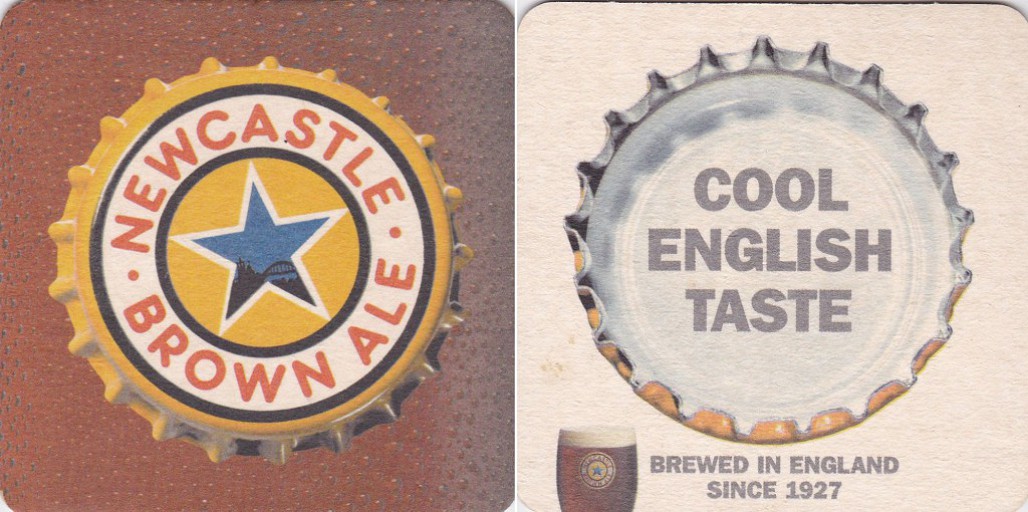 NEWCASTLE
BROWN ALE
COOL
ENGLISH
TASTE
BREWED IN ENGLAND
SINCE 1927